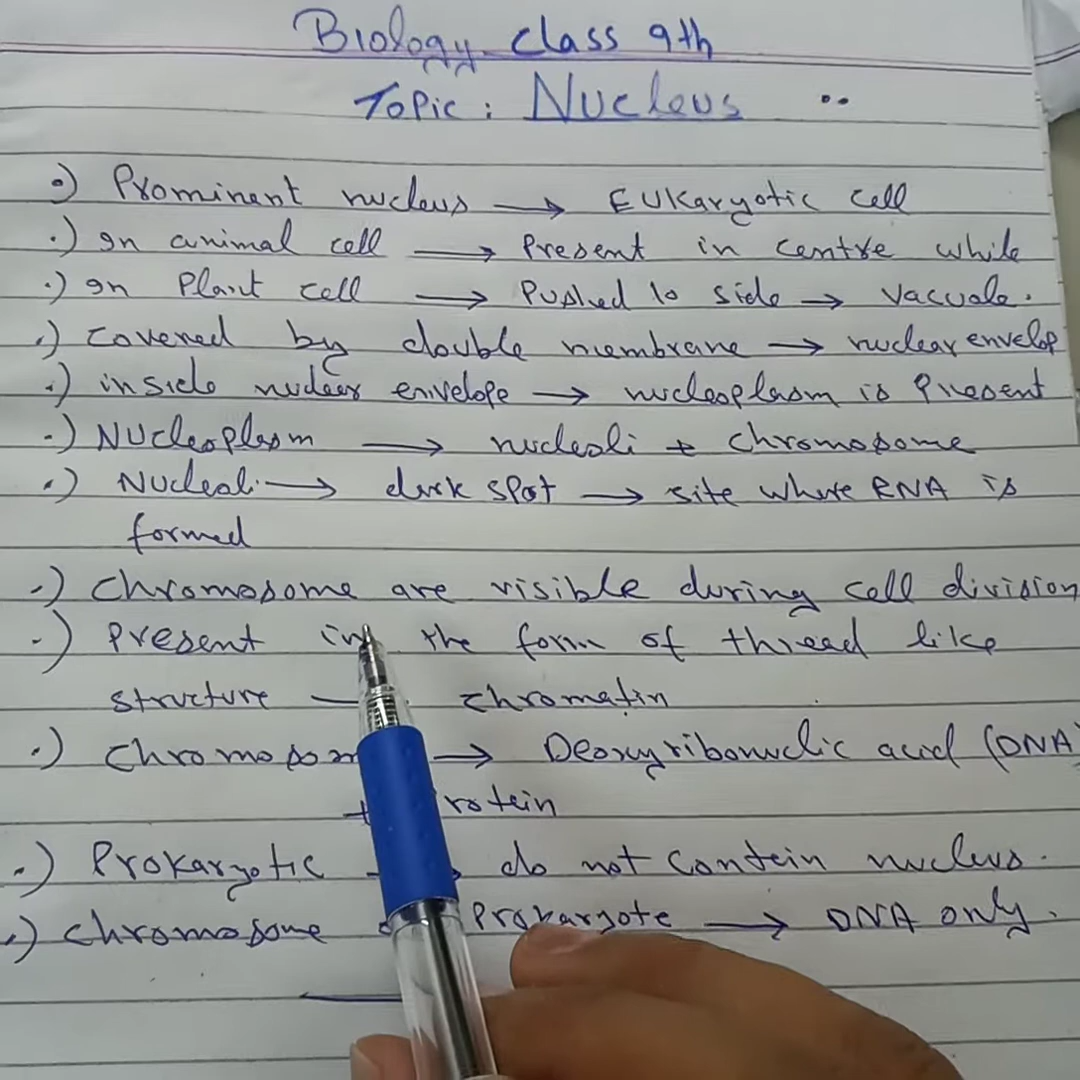 Biology class 9th
Topic: Nucleus
Prominent nucleus → Eukaryotic cell
In animal cell → Present in centre while
In Plant cell → Pushed to side → vacuole.
covered by double membrane → nuclear envelop
inside nuclear envelope → nucleoplasm is Present
Nucleoplasm → nucleoli + chromosome
Nucleoli → dark spot → site where RNA is
formed
chromosome are visible during cell division
Present in the form of thread like
structure — chromatin
chromosom → Deoxyribonuclic acid (DNA)
+ rotein
Prokaryotic → do not contain nucleus.
chromosome Prokaryote → DNA only.